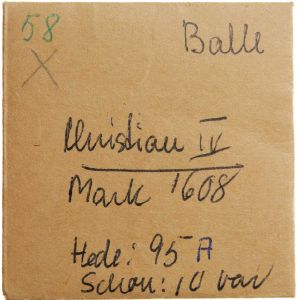 58 Balle
X
Christian IV
Mark 1608
Hede: 95 A
Schou: 10 var